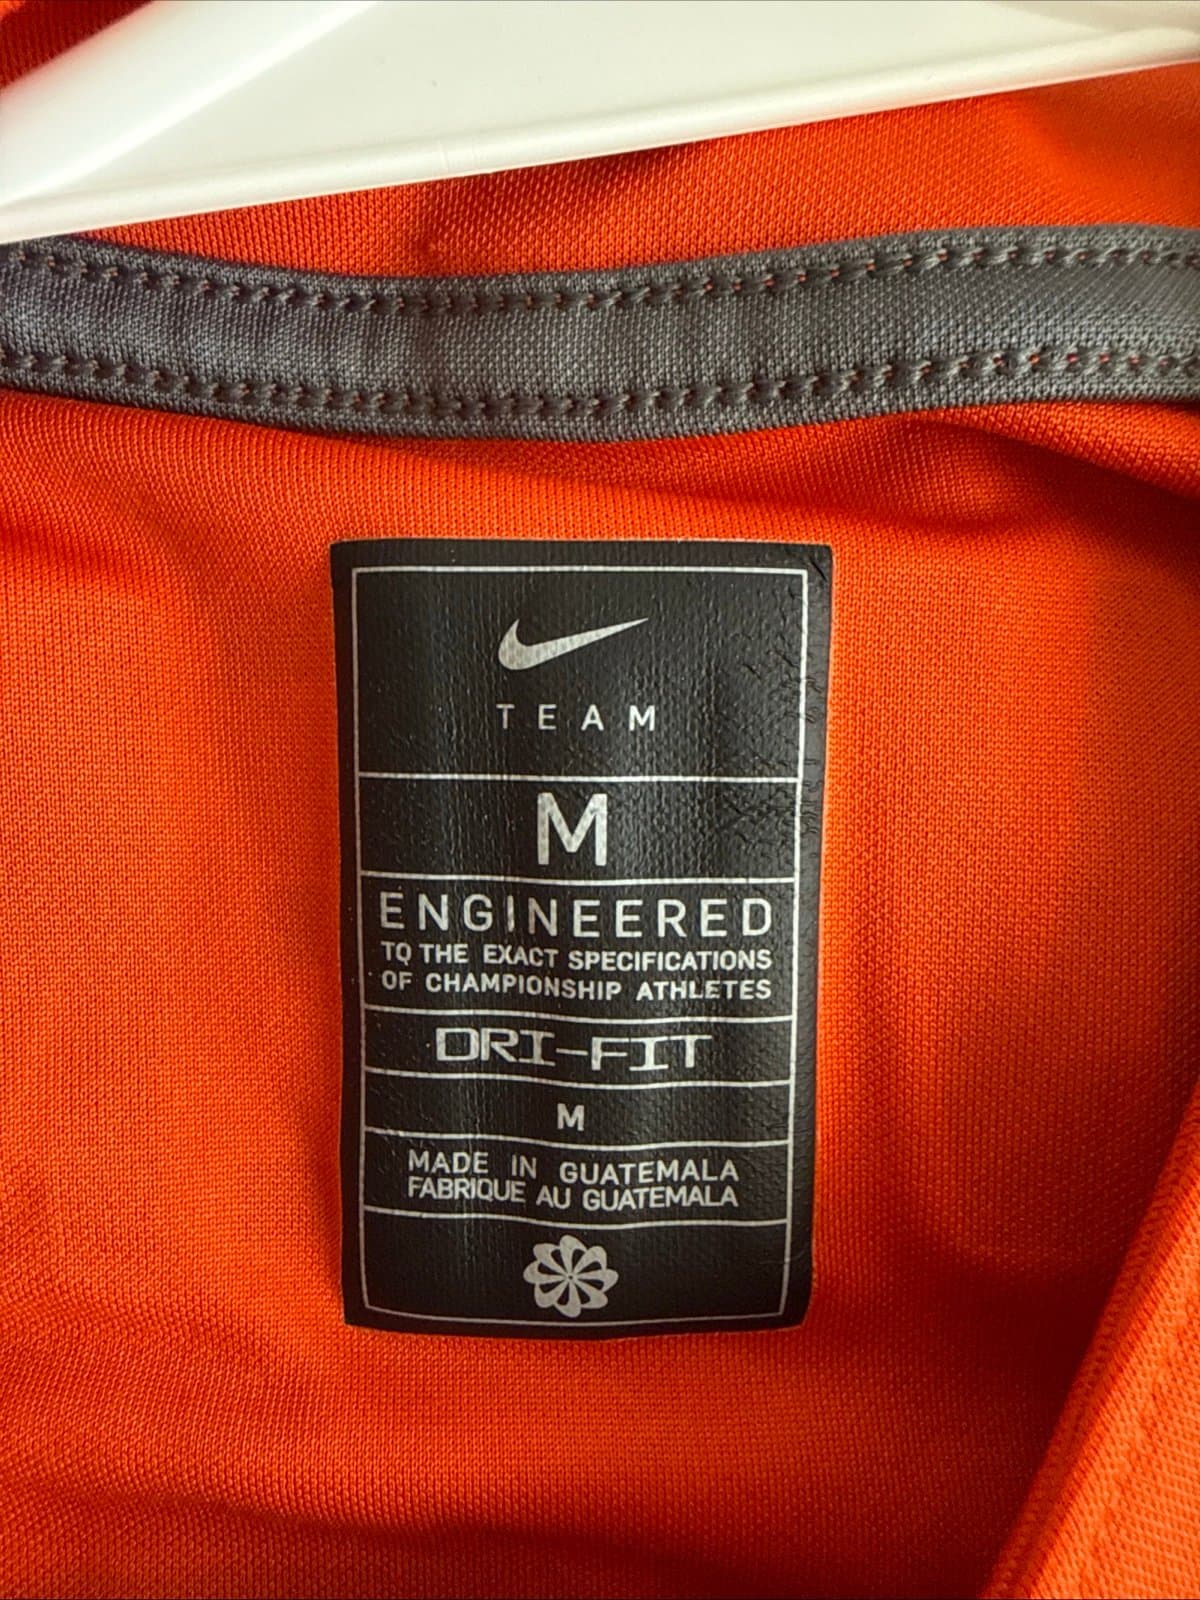 TEAM
M
ENGINEERED
TO THE EXACT SPECIFICATIONS
OF CHAMPIONSHIP ATHLETES
DRI-FIT
M
MADE IN GUATEMALA
FABRIQUE AU GUATEMALA